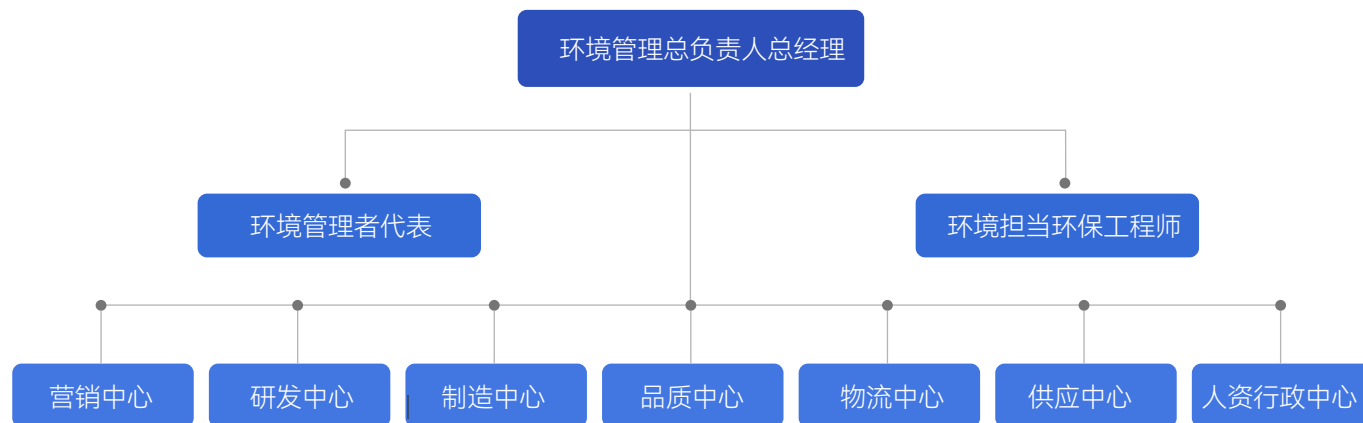 环境管理总负责人总经理
环境管理者代表
环境担当环保工程师
营销中心
研发中心
制造中心
品质中心
物流中心
供应中心
人资行政中心